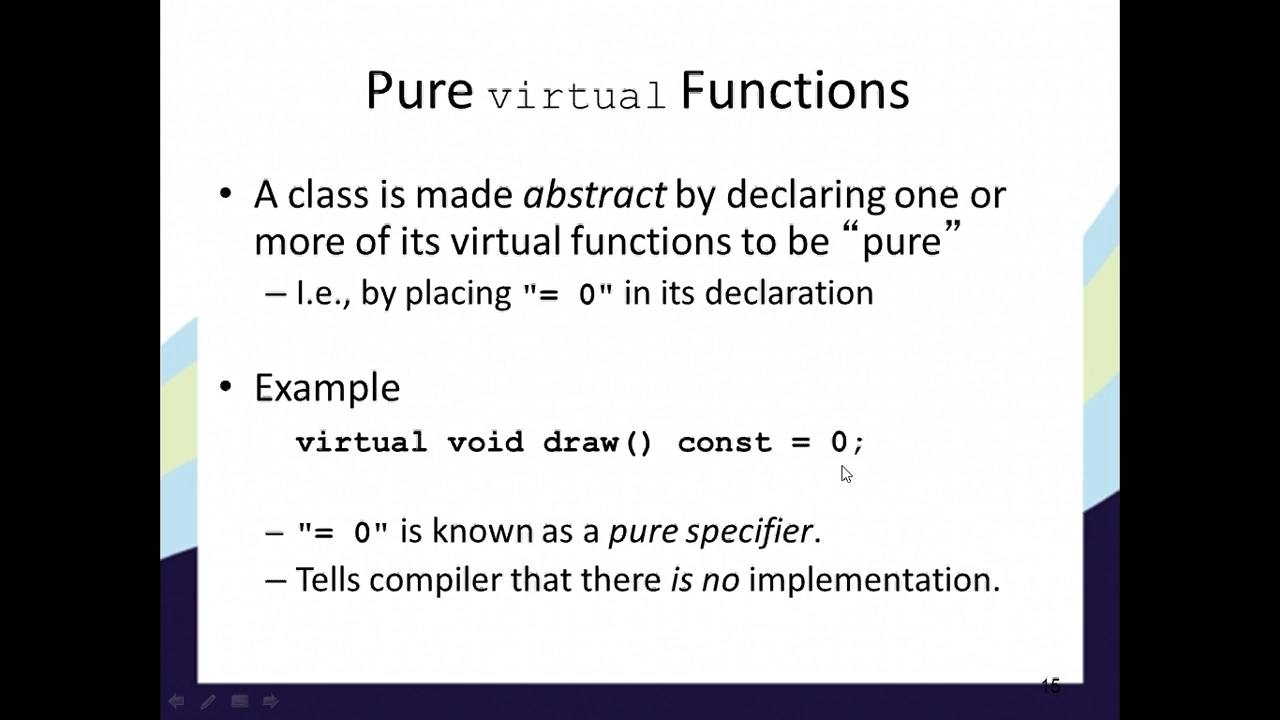 Pure virtual Functions
• A class is made abstract by declaring one or
more of its virtual functions to be “pure”
– I.e., by placing "= 0" in its declaration
• Example
virtual void draw() const = 0;
– "= 0" is known as a pure specifier.
– Tells compiler that there is no implementation.
15